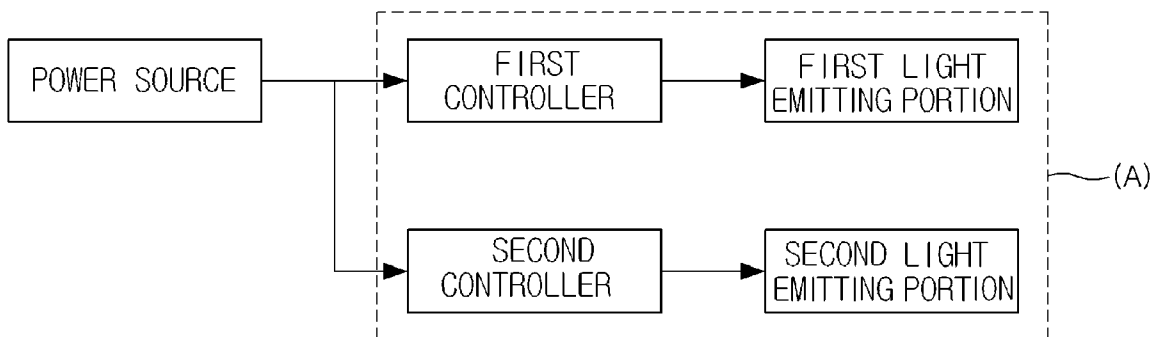 POWER SOURCE
FIRST
CONTROLLER
FIRST LIGHT
EMITTING PORTION
(A)
SECOND
CONTROLLER
SECOND LIGHT
EMITTING PORTION